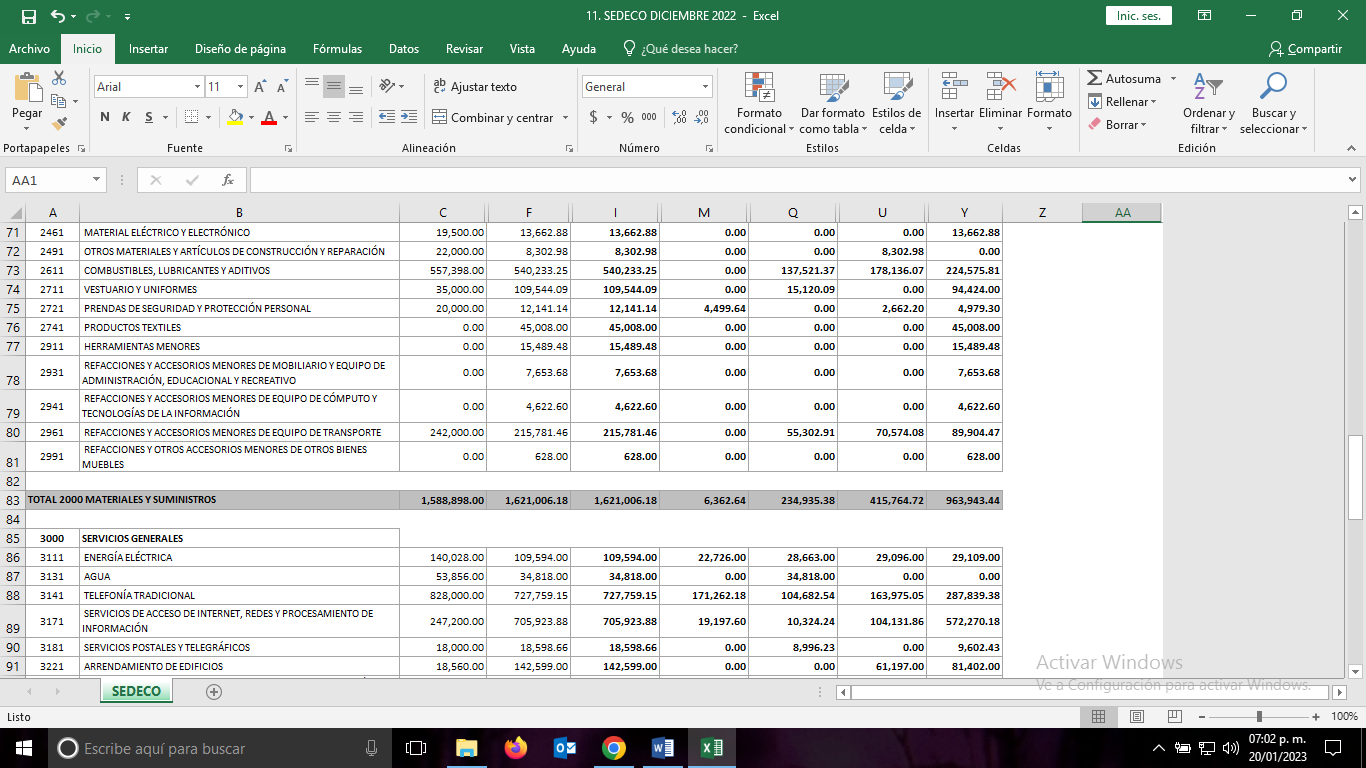 11. SEDECO DICIEMBRE 2022 - Excel
Inic. ses.
Archivo Inicio Insertar Diseño de página Fórmulas Datos Revisar Vista Ayuda ¿Qué desea hacer? Compartir
Pegar
Portapapeles
Arial 11
N K S
Fuente
Ajustar texto
Combinar y centrar
Alineación
General
$ % 000
Número
Formato condicional
Dar formato como tabla
Estilos de celda
Estilos
Insertar Eliminar Formato
Celdas
Autosuma
Rellenar
Borrar
Ordenar y filtrar
Buscar y seleccionar
Edición
AA1 fx
A B C F I M Q U Y Z AA
71 2461 MATERIAL ELÉCTRICO Y ELECTRÓNICO 19,500.00 13,662.88 13,662.88 0.00 0.00 0.00 13,662.88
72 2491 OTROS MATERIALES Y ARTÍCULOS DE CONSTRUCCIÓN Y REPARACIÓN 22,000.00 8,302.98 8,302.98 0.00 0.00 8,302.98 0.00
73 2611 COMBUSTIBLES, LUBRICANTES Y ADITIVOS 557,398.00 540,233.25 540,233.25 0.00 137,521.37 178,136.07 224,575.81
74 2711 VESTUARIO Y UNIFORMES 35,000.00 109,544.09 109,544.09 0.00 15,120.09 0.00 94,424.00
75 2721 PRENDAS DE SEGURIDAD Y PROTECCIÓN PERSONAL 20,000.00 12,141.14 12,141.14 4,499.64 0.00 2,662.20 4,979.30
76 2741 PRODUCTOS TEXTILES 0.00 45,008.00 45,008.00 0.00 0.00 0.00 45,008.00
77 2911 HERRAMIENTAS MENORES 0.00 15,489.48 15,489.48 0.00 0.00 0.00 15,489.48
78 2931 REFACCIONES Y ACCESORIOS MENORES DE MOBILIARIO Y EQUIPO DE
ADMINISTRACIÓN, EDUCACIONAL Y RECREATIVO 0.00 7,653.68 7,653.68 0.00 0.00 0.00 7,653.68
79 2941 REFACCIONES Y ACCESORIOS MENORES DE EQUIPO DE CÓMPUTO Y
TECNOLOGÍAS DE LA INFORMACIÓN 0.00 4,622.60 4,622.60 0.00 0.00 0.00 4,622.60
80 2961 REFACCIONES Y ACCESORIOS MENORES DE EQUIPO DE TRANSPORTE 242,000.00 215,781.46 215,781.46 0.00 55,302.91 70,574.08 89,904.47
81 2991 REFACCIONES Y OTROS ACCESORIOS MENORES DE OTROS BIENES
MUEBLES 0.00 628.00 628.00 0.00 0.00 0.00 628.00
82
83 TOTAL 2000 MATERIALES Y SUMINISTROS 1,588,898.00 1,621,006.18 1,621,006.18 6,362.64 234,935.38 415,764.72 963,943.44
84
85 3000 SERVICIOS GENERALES
86 3111 ENERGÍA ELÉCTRICA 140,028.00 109,594.00 109,594.00 22,726.00 28,663.00 29,096.00 29,109.00
87 3131 AGUA 53,856.00 34,818.00 34,818.00 0.00 34,818.00 0.00 0.00
88 3141 TELEFONÍA TRADICIONAL 828,000.00 727,759.15 727,759.15 171,262.18 104,682.54 163,975.05 287,839.38
89 3171 SERVICIOS DE ACCESO DE INTERNET, REDES Y PROCESAMIENTO DE
INFORMACIÓN 247,200.00 705,923.88 705,923.88 19,197.60 10,324.24 104,131.86 572,270.18
90 3181 SERVICIOS POSTALES Y TELEGRÁFICOS 18,000.00 18,598.66 18,598.66 0.00 8,996.23 0.00 9,602.43
91 3221 ARRENDAMIENTO DE EDIFICIOS 18,560.00 142,599.00 142,599.00 0.00 0.00 61,197.00 81,402.00
Activar Windows
Ve a Configuración para activar Windows.
SEDECO
Listo 100%
Escribe aquí para buscar
07:02 p. m.
20/01/2023